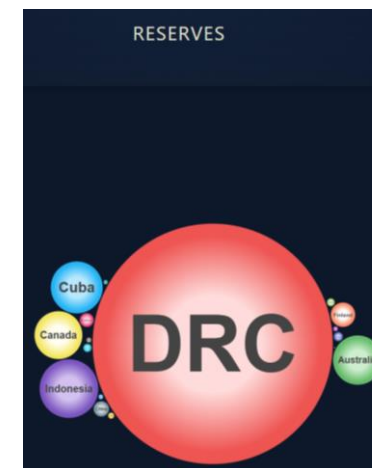 RESERVES
Cuba
Canada
Indonesia
DRC
Finland
Australi